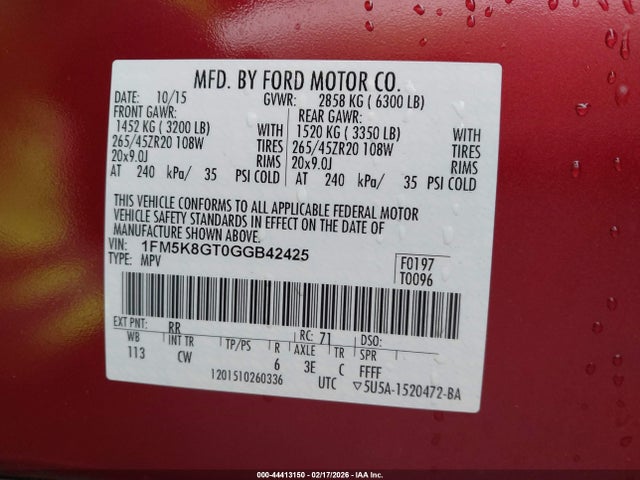 MFD. BY FORD MOTOR CO.
DATE: 10/15 GVWR: 2858 KG ( 6300 LB)
FRONT GAWR: REAR GAWR:
1452 KG ( 3200 LB) WITH 1520 KG ( 3350 LB) WITH
265/45ZR20 108W TIRES 265/45ZR20 108W TIRES
20x9.0J RIMS 20x9.0J RIMS
AT 240 kPa/ 35 PSI COLD AT 240 kPa/ 35 PSI COLD
THIS VEHICLE CONFORMS TO ALL APPLICABLE FEDERAL MOTOR
VEHICLE SAFETY STANDARDS IN EFFECT ON THE DATE OF
MANUFACTURE SHOWN ABOVE.
VIN: 1FM5K8GT0GGB42425
TYPE: MPV
F0197
T0096
EXT PNT: RR RC: 71 DSO:
WB INT TR TP/PS R AXLE TR SPR
113 CW 6 3E C FFFF
1201510260336 UTC ▽5U5A-1520472-BA
000-44413150 - 02/17/2026 - IAA Inc.